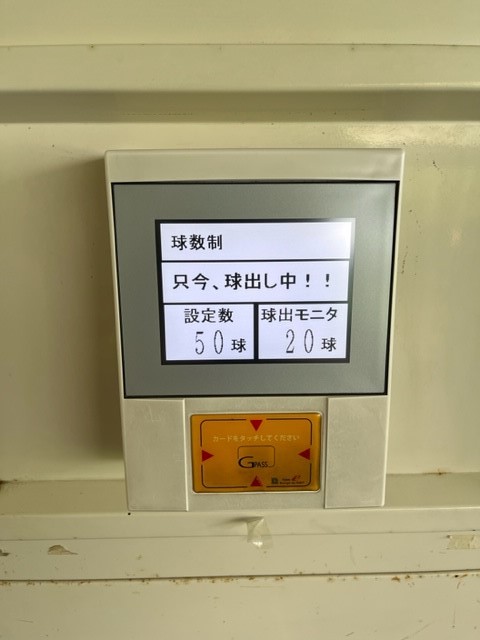 球数制
只今、球出し中！！
設定数 球出モニタ
50球 20球
カードをタッチしてください
G PASS